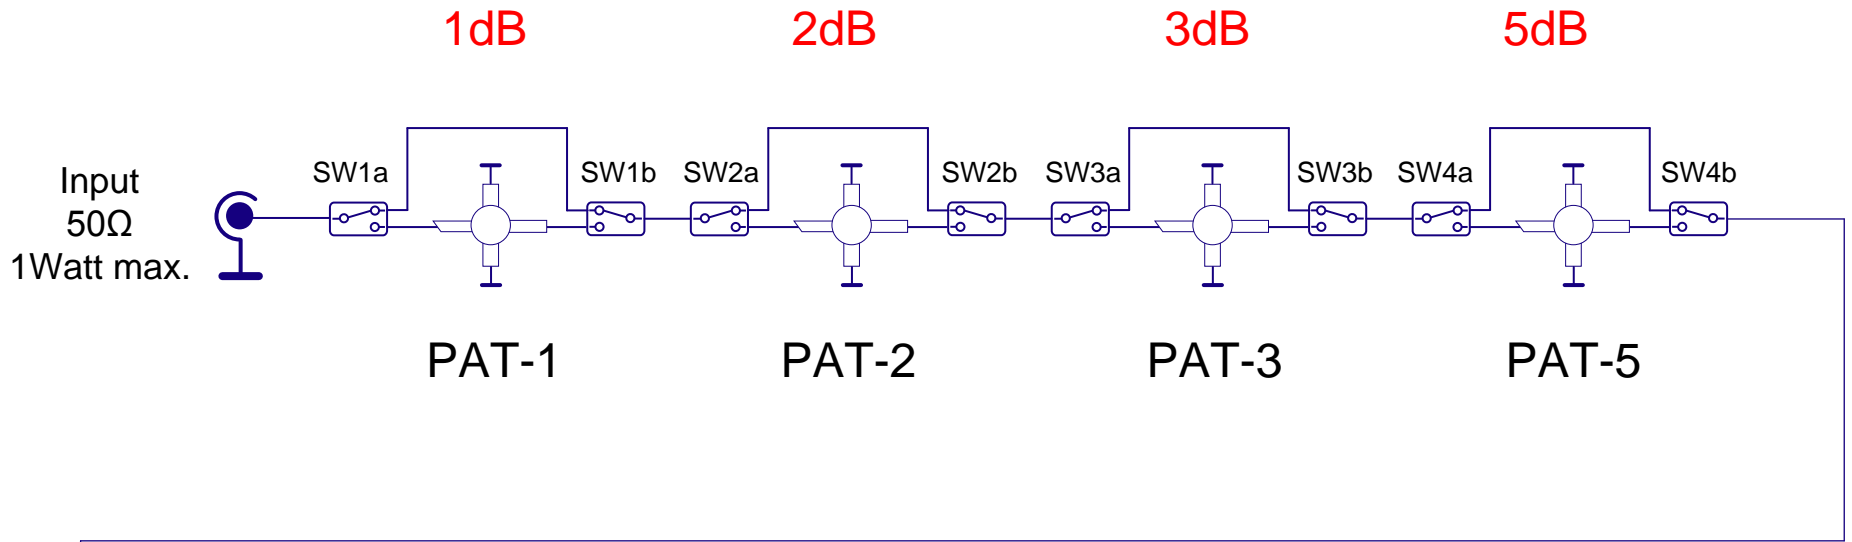 1dB 2dB 3dB 5dB
SW1a SW1b SW2a SW2b SW3a SW3b SW4a SW4b
Input
50Ω
1Watt max.
PAT-1 PAT-2 PAT-3 PAT-5